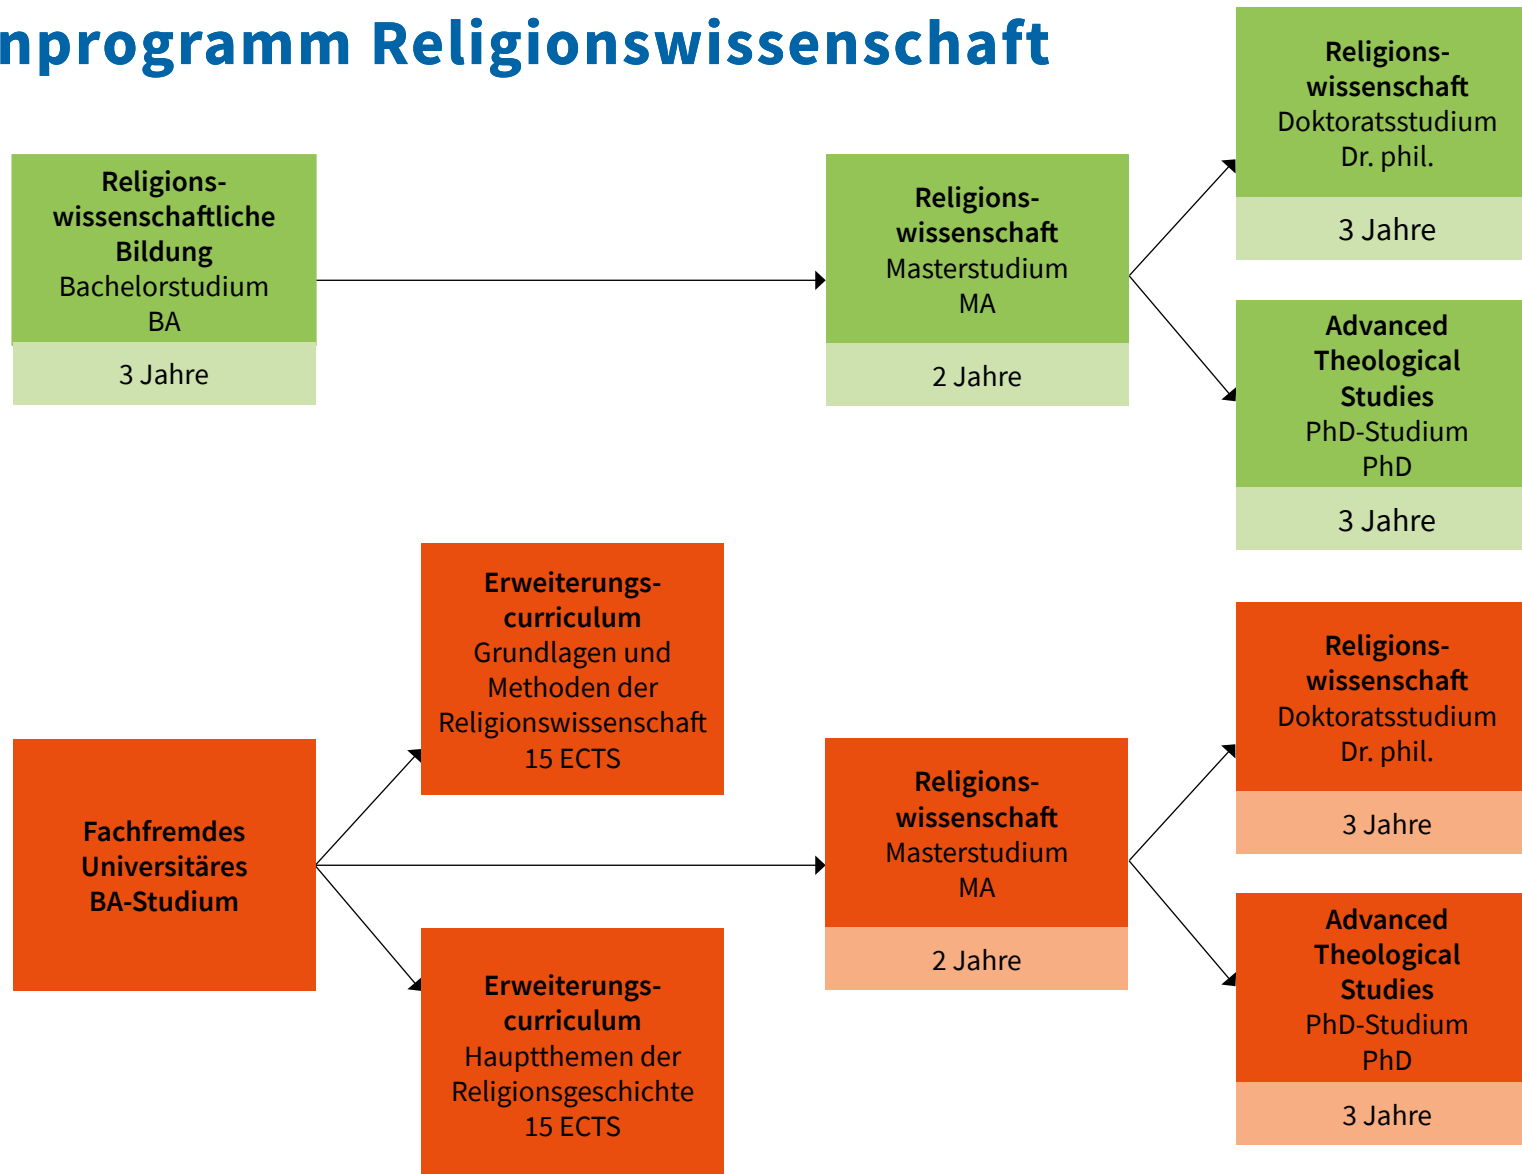 nprogramm Religionswissenschaft
Religions-
wissenschaftliche
Bildung
Bachelorstudium
BA
3 Jahre
Religions-
wissenschaft
Masterstudium
MA
2 Jahre
Religions-
wissenschaft
Doktoratsstudium
Dr. phil.
3 Jahre
Advanced
Theological
Studies
PhD-Studium
PhD
3 Jahre
Fachfremdes
Universitäres
BA-Studium
Erweiterungs-
curriculum
Grundlagen und
Methoden der
Religionswissenschaft
15 ECTS
Erweiterungs-
curriculum
Hauptthemen der
Religionsgeschichte
15 ECTS
Religions-
wissenschaft
Masterstudium
MA
2 Jahre
Religions-
wissenschaft
Doktoratsstudium
Dr. phil.
3 Jahre
Advanced
Theological
Studies
PhD-Studium
PhD
3 Jahre